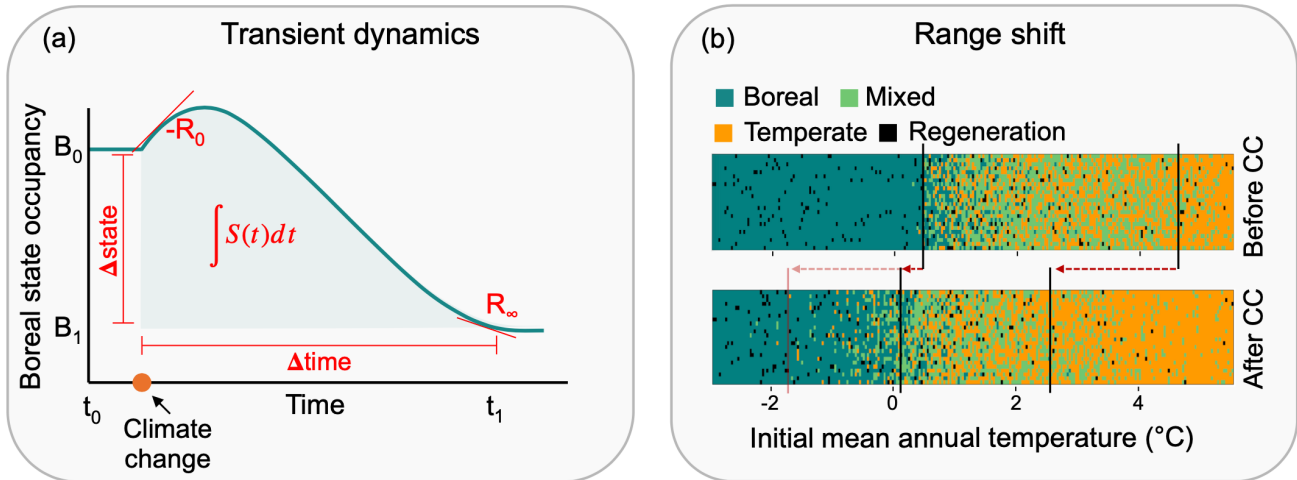 (a) Transient dynamics
Boreal state occupancy
B₀
-R₀
Δstate
∫S(t)dt
R∞
B₁
Δtime
t₀
Time
t₁
Climate
change
(b) Range shift
Boreal Mixed
Temperate Regeneration
Before CC
After CC
-2 0 2 4
Initial mean annual temperature (°C)